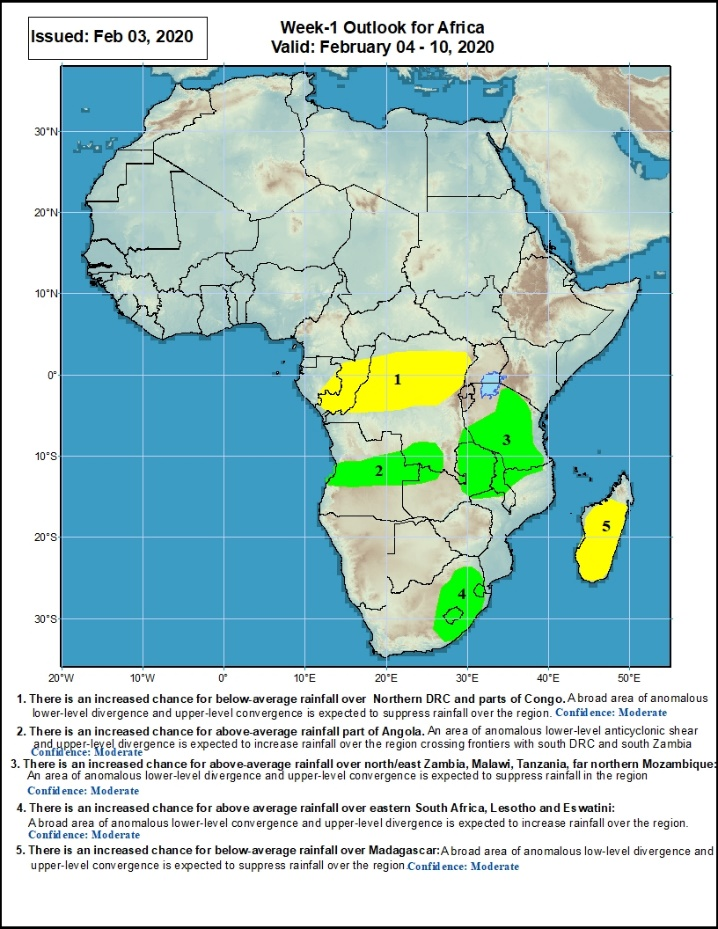 Issued: Feb 03, 2020
Week-1 Outlook for Africa
Valid: February 04 - 10, 2020
30°N
20°N
10°N
0°
10°S
20°S
30°S
1
2
3
4
5
20°W
10°W
0°
10°E
20°E
30°E
40°E
50°E
1. There is an increased chance for below-average rainfall over Northern DRC and parts of Congo. A broad area of anomalous
lower-level divergence and upper-level convergence is expected to suppress rainfall over the region. Confidence: Moderate
2. There is an increased chance for above-average rainfall part of Angola. An area of anomalous lower-level anticyclonic shear
and upper-level divergence is expected to increase rainfall over the region crossing frontiers with south DRC and south Zambia
Confidence: Moderate
3. There is an increased chance for above-average rainfall over north/east Zambia, Malawi, Tanzania, far northern Mozambique:
An area of anomalous lower-level divergence and upper-level convergence is expected to suppress rainfall in the region
Confidence: Moderate
4. There is an increased chance for above average rainfall over eastern South Africa, Lesotho and Eswatini:
A broad area of anomalous lower-level convergence and upper-level divergence is expected to increase rainfall over the region.
Confidence: Moderate
5. There is an increased chance for below-average rainfall over Madagascar: A broad area of anomalous low-level divergence and
upper-level convergence is expected to suppress rainfall over the region. Confidence: Moderate